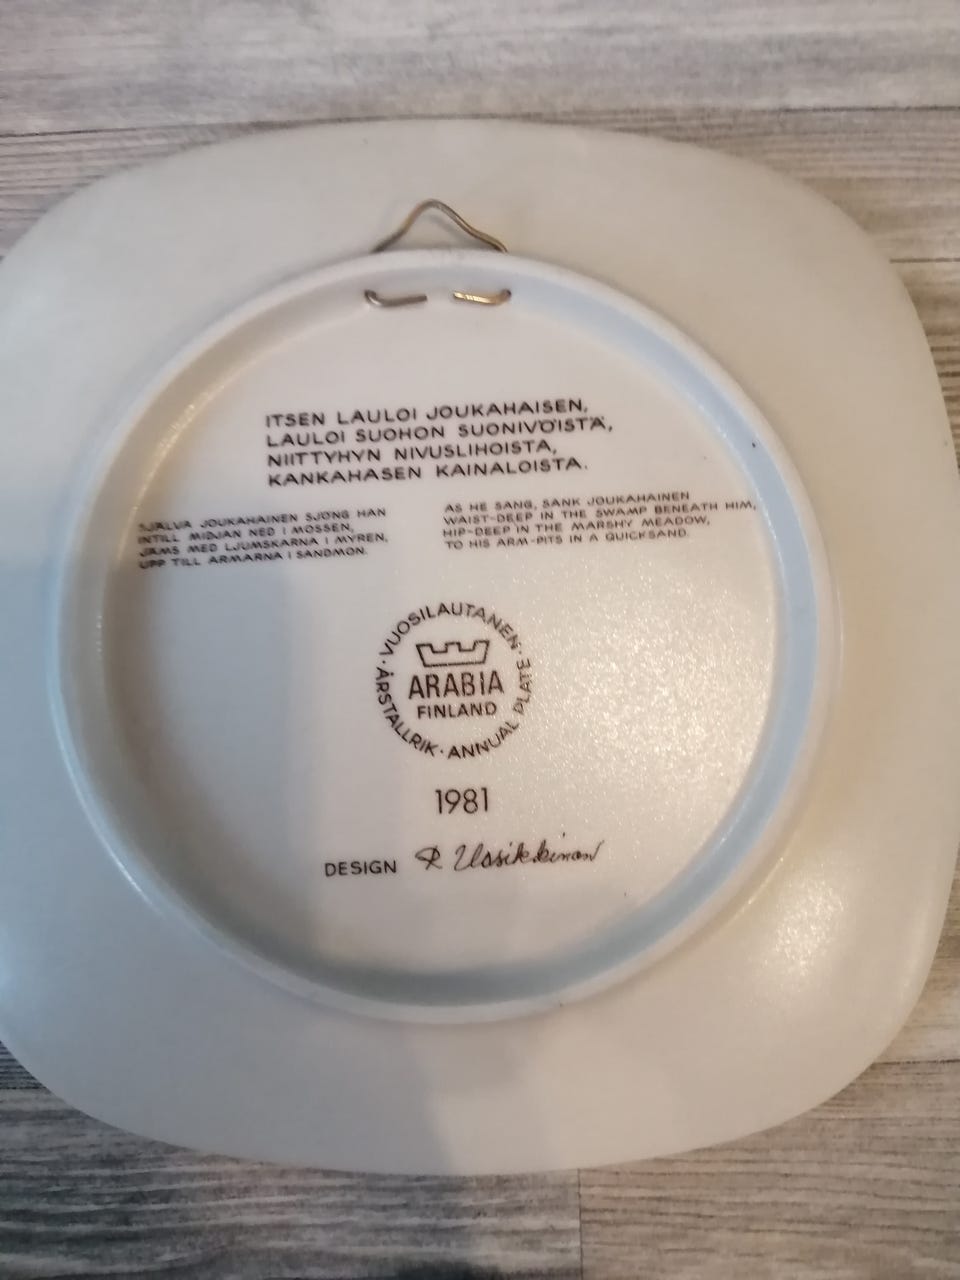 ITSEN LAULOI JOUKAHAISEN,
LAULOI SUOHON SUONIVÖISTÄ,
NIITTYHYN NIVUSLIHOISTA,
KANKAHASEN KAINALOISTA.
SJÄLVA JOUKAHAINEN SJÖNG HAN
INTILL MIDJAN NED I MOSSEN,
JÄMS MED LJUMSKARNA I MYREN,
UPP TILL ARMARNA I SANDMON.
AS HE SANG, SANK JOUKAHAINEN
WAIST-DEEP IN THE SWAMP BENEATH HIM,
HIP-DEEP IN THE MARSHY MEADOW,
TO HIS ARM-PITS IN A QUICKSAND.
· VUOSILAUTANEN · ANNUAL PLATE · ÅRSTALLRIK
ARABIA
FINLAND
1981
DESIGN R Uosikkinen